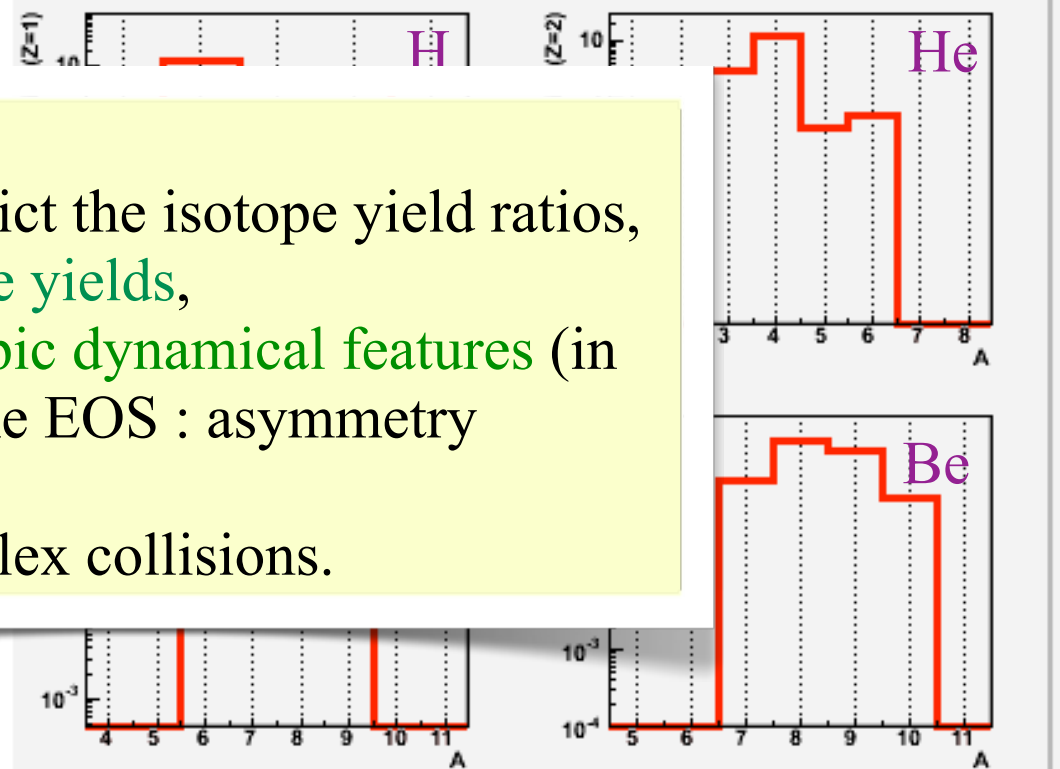 (Z=1)
H
(Z=2)
10
He
3 4 5 6 7 8
A
ict the isotope yield ratios,
e yields,
pic dynamical features (in
e EOS : asymmetry
lex collisions.
Be
10⁻³
4 5 6 7 8 9 10 11
A
10⁻³
10⁻⁴
5 6 7 8 9 10 11
A